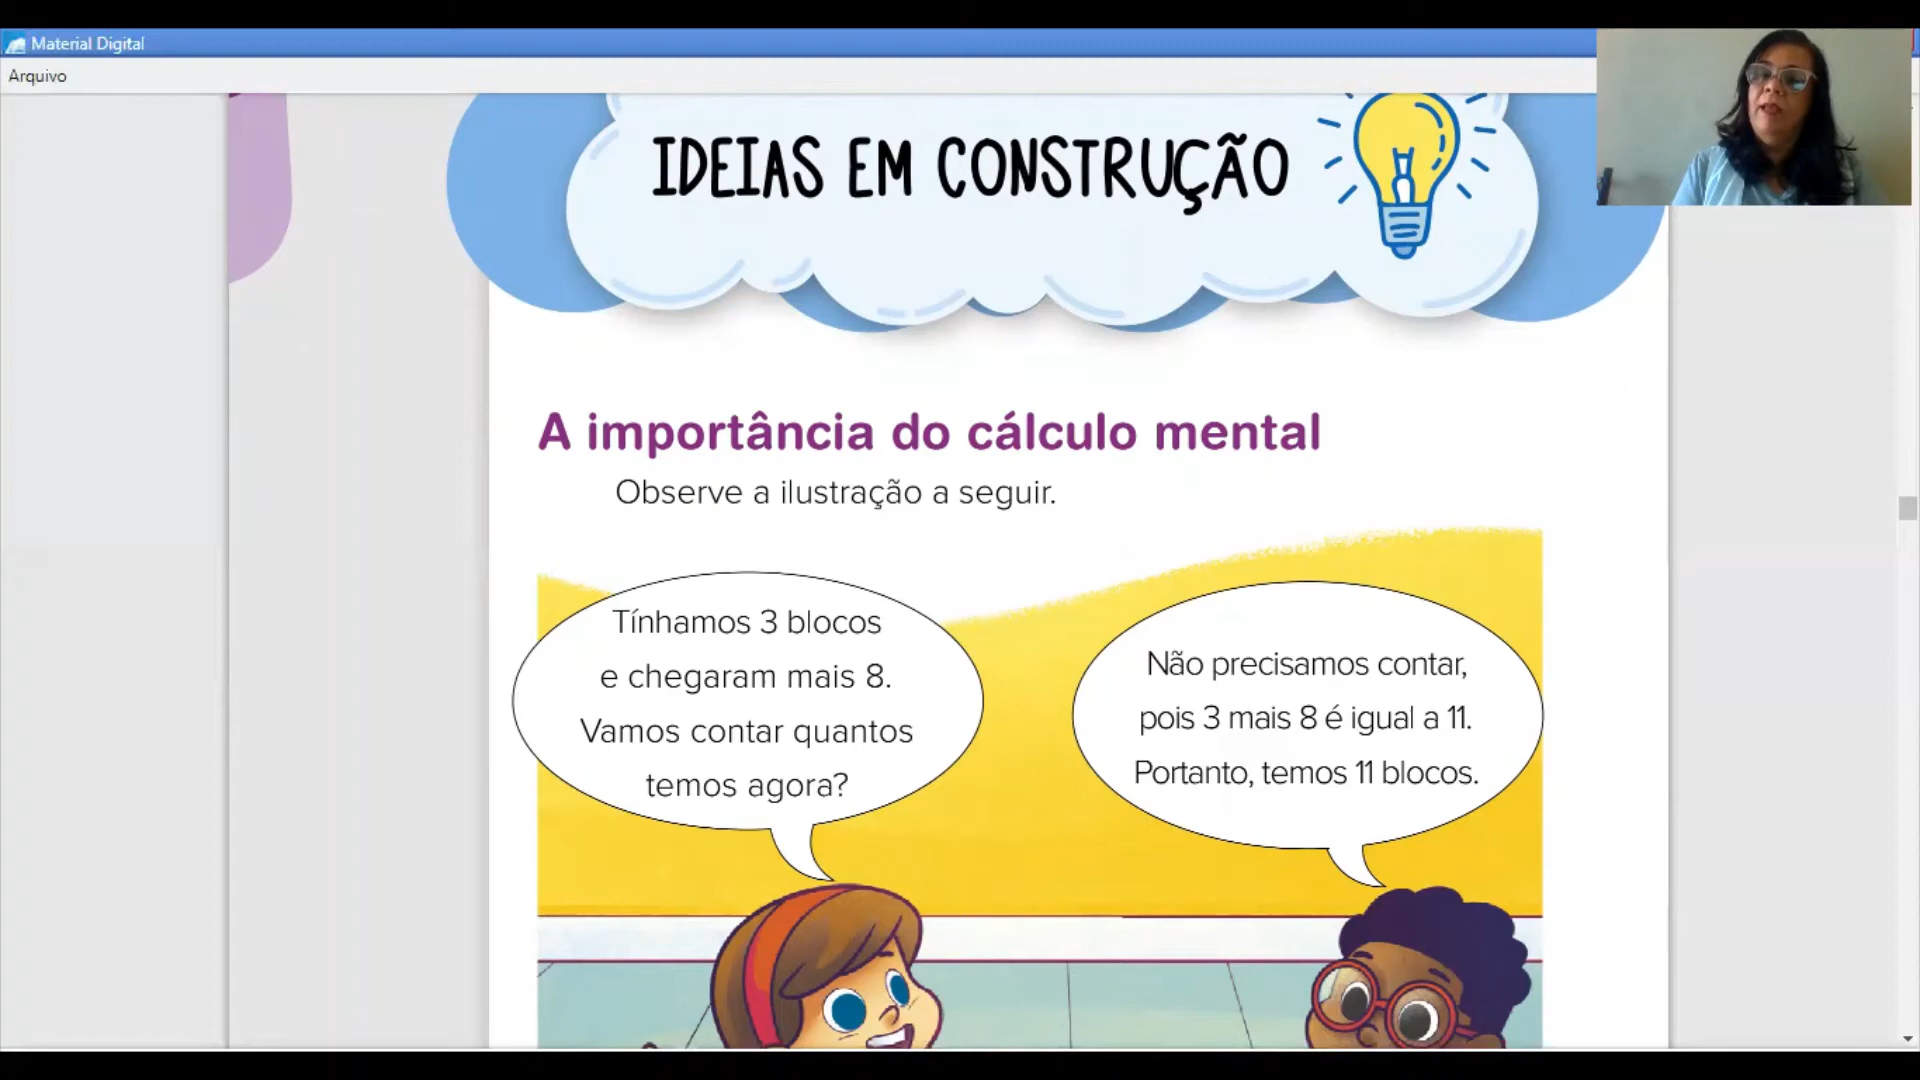 Material Digital
Arquivo
IDEIAS EM CONSTRUÇÃO
A importância do cálculo mental
Observe a ilustração a seguir.
Tínhamos 3 blocos
e chegaram mais 8.
Vamos contar quantos
temos agora?
Não precisamos contar,
pois 3 mais 8 é igual a 11.
Portanto, temos 11 blocos.